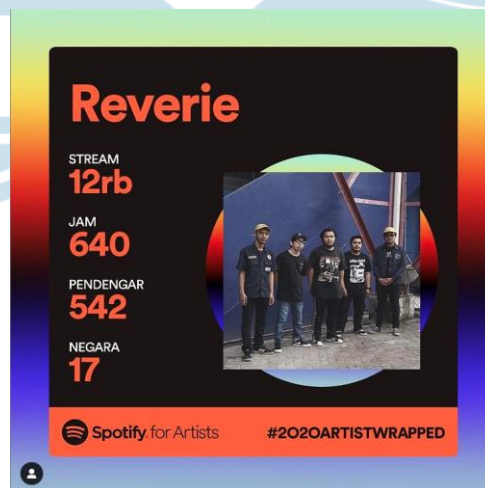 Reverie
STREAM
12rb
JAM
640
PENDENGAR
542
NEGARA
17
Spotify for Artists
#2020ARTISTWRAPPED